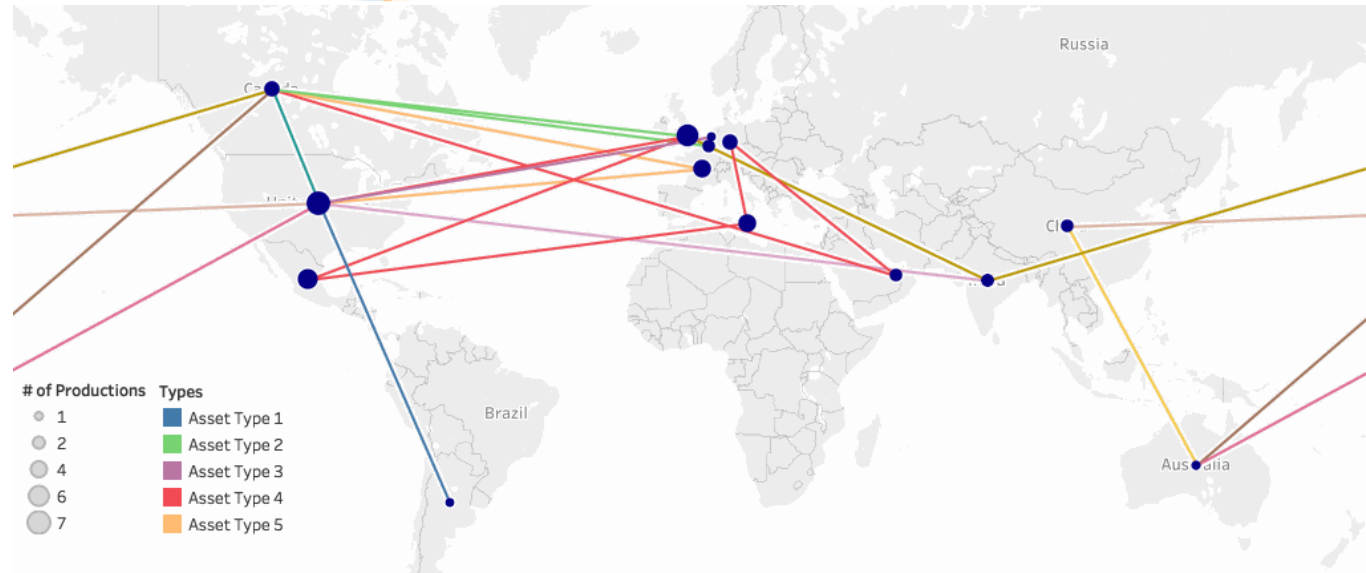 Russia
Brazil
# of Productions
1
2
4
6
7
Types
Asset Type 1
Asset Type 2
Asset Type 3
Asset Type 4
Asset Type 5